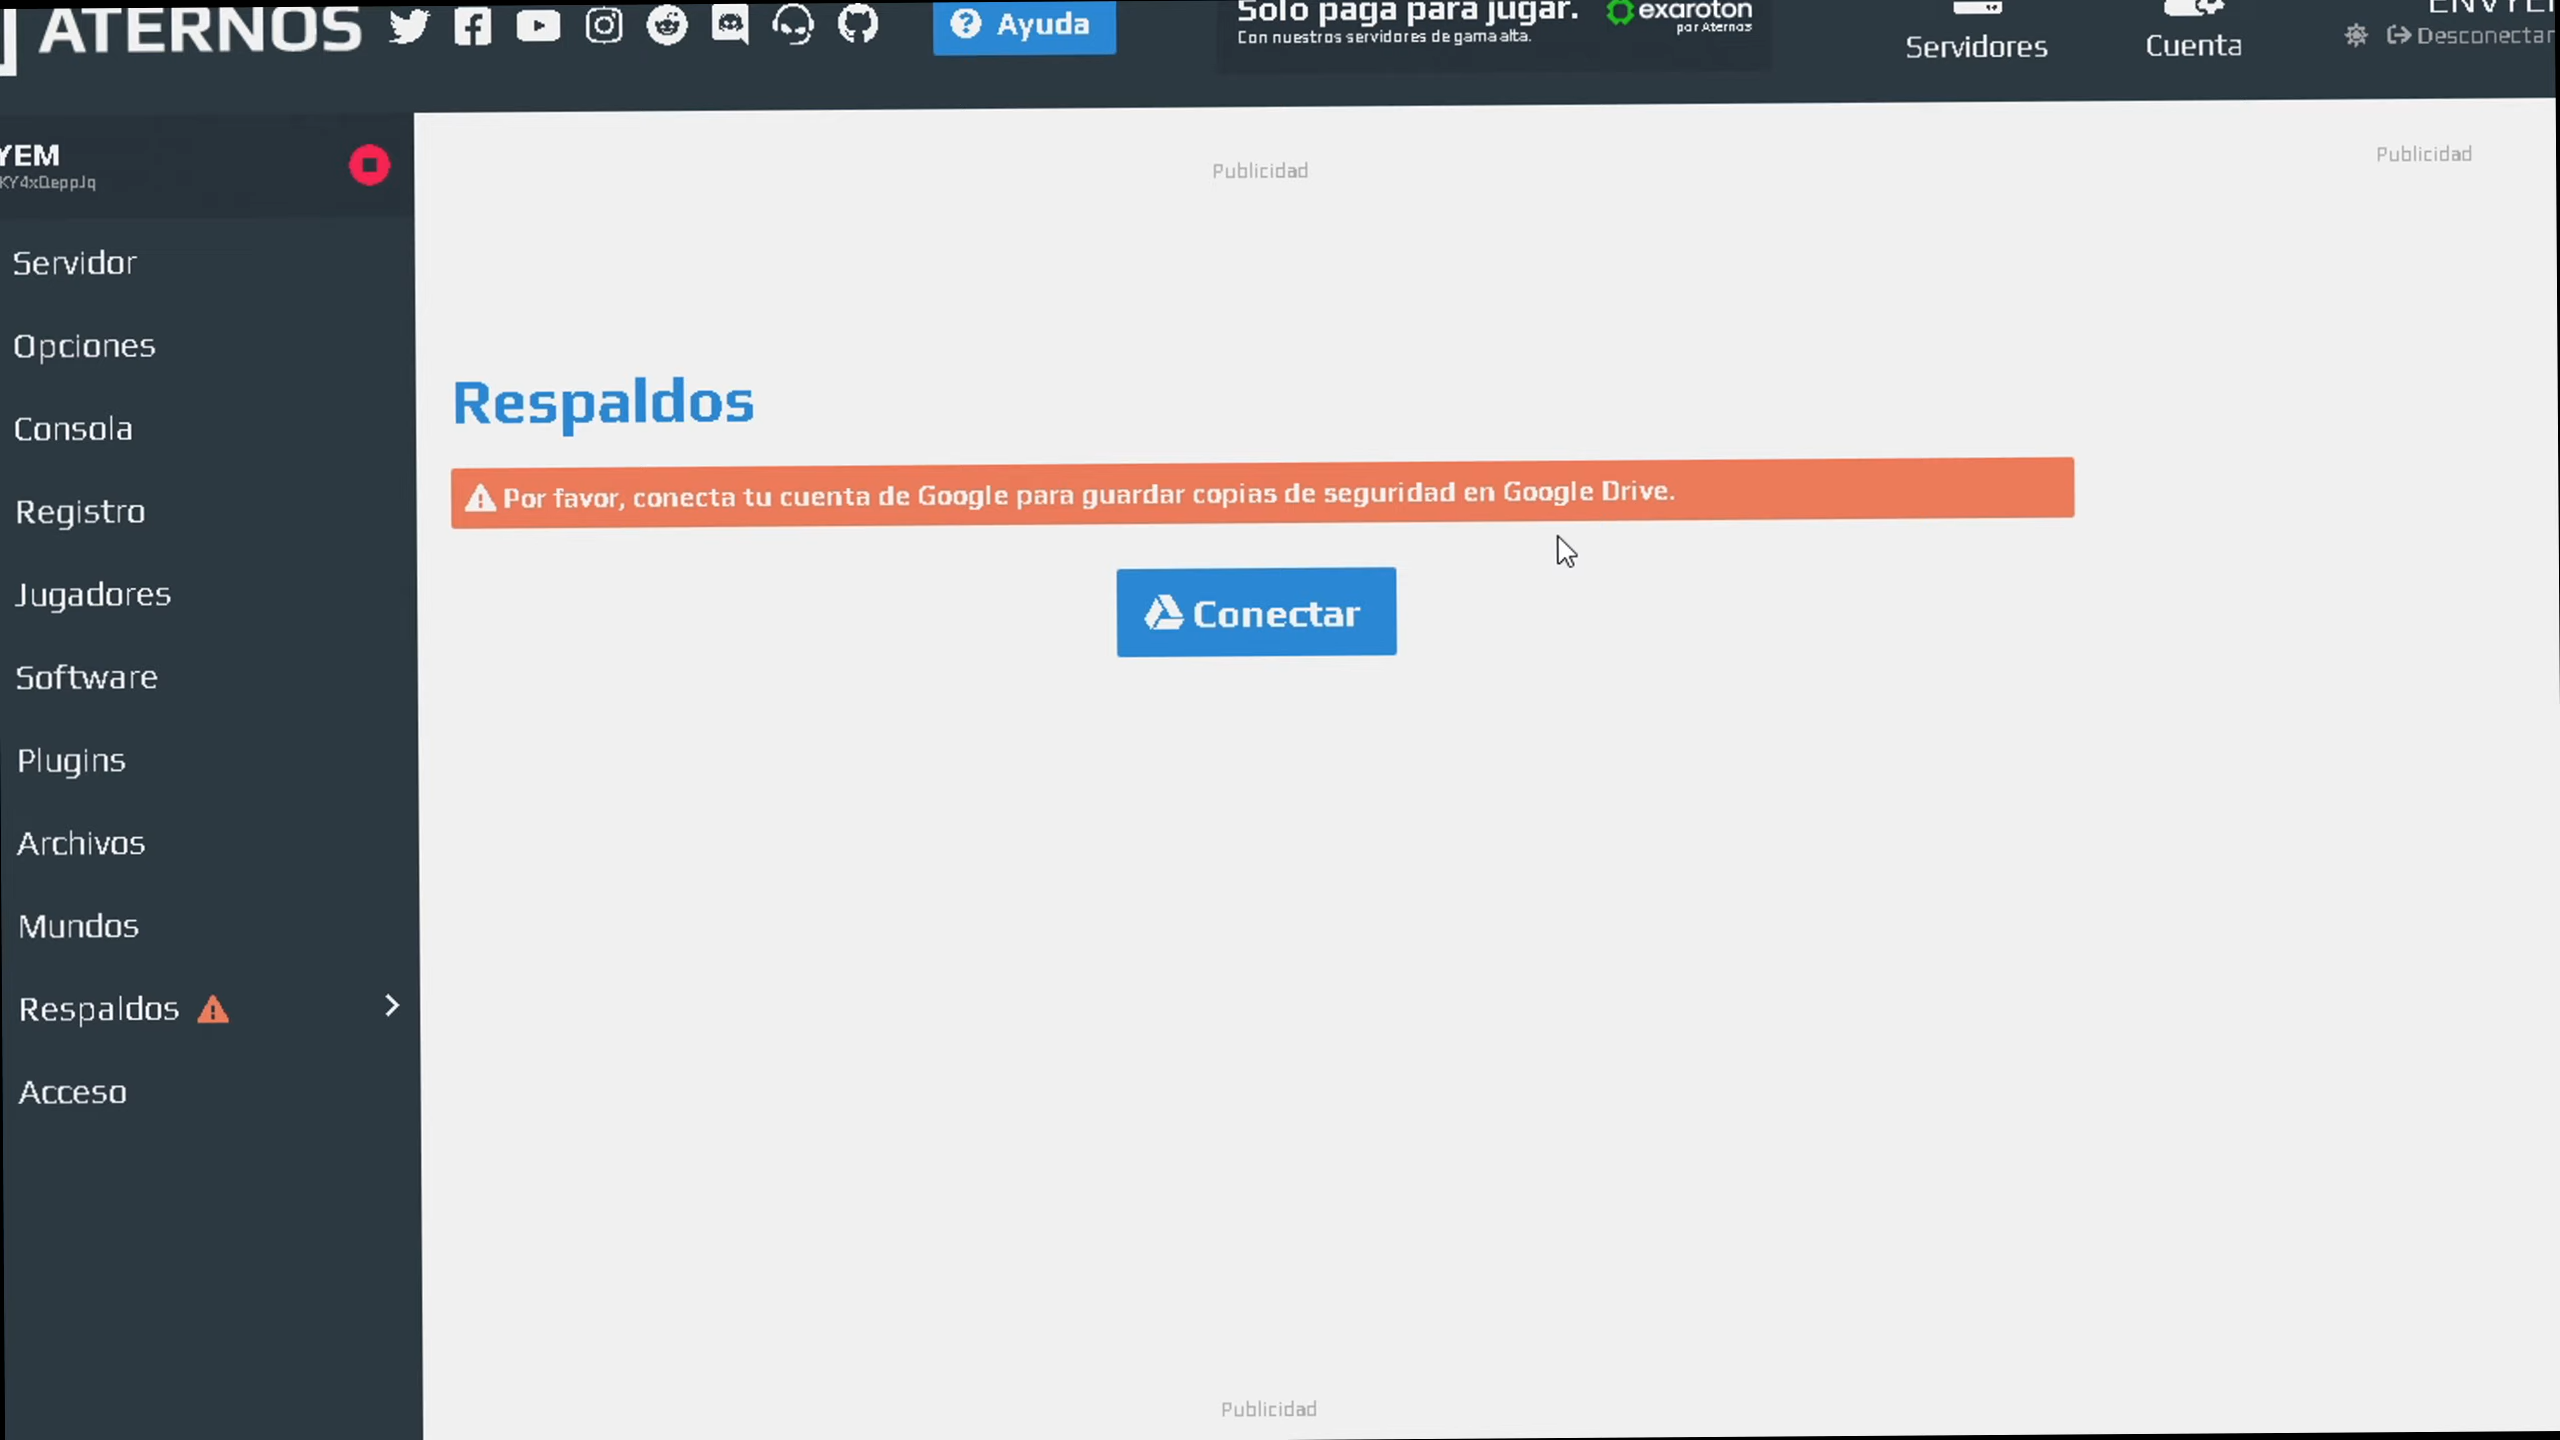 ATERNOS
Ayuda
Solo paga para jugar.
Con nuestros servidores de gama alta.
exaroton
por Aternos
Servidores
Cuenta
Desconectar
YEM
KY4xQeppJq
Servidor
Opciones
Consola
Registro
Jugadores
Software
Plugins
Archivos
Mundos
Respaldos
Acceso
Publicidad
Publicidad
Respaldos
Por favor, conecta tu cuenta de Google para guardar copias de seguridad en Google Drive.
Conectar
Publicidad